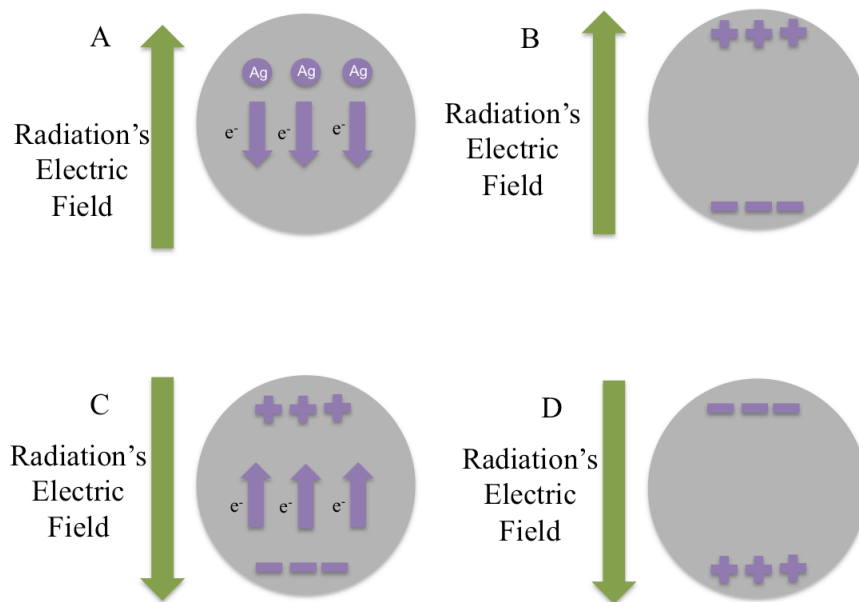 A
Ag Ag Ag
e- e- e-
Radiation's
Electric
Field
B
Radiation's
Electric
Field
C
e- e- e-
Radiation's
Electric
Field
D
Radiation's
Electric
Field